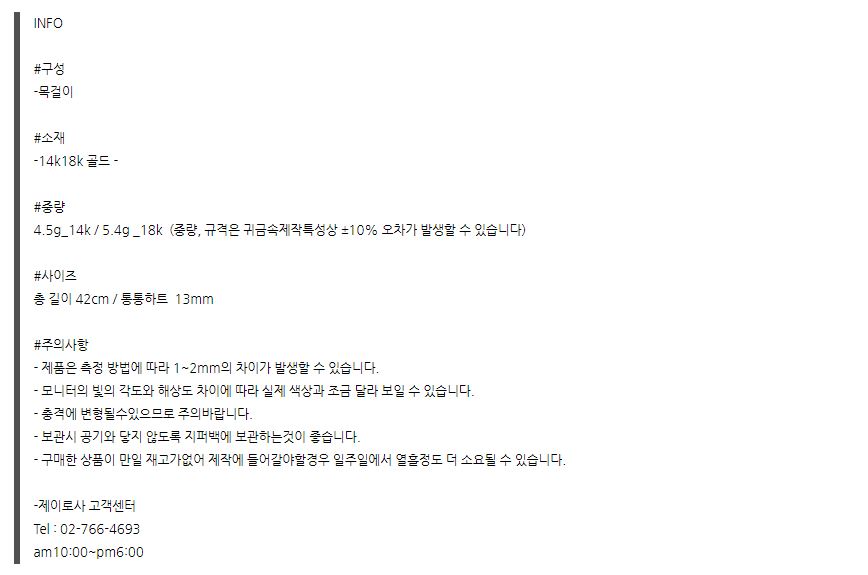 INFO
#구성
-목걸이
#소재
-14k18k 골드 -
#중량
4.5g_14k / 5.4g _18k (중량, 규격은 귀금속제작특성상 ±10% 오차가 발생할 수 있습니다)
#사이즈
총 길이 42cm / 통통하트 13mm
#주의사항
- 제품은 측정 방법에 따라 1~2mm의 차이가 발생할 수 있습니다.
- 모니터의 빛의 각도와 해상도 차이에 따라 실제 색상과 조금 달라 보일 수 있습니다.
- 충격에 변형될수있으므로 주의바랍니다.
- 보관시 공기와 닿지 않도록 지퍼백에 보관하는것이 좋습니다.
- 구매한 상품이 만일 재고가없어 제작에 들어갈야할경우 일주일에서 열흘정도 더 소요될 수 있습니다.
-제이로사 고객센터
Tel : 02-766-4693
am10:00~pm6:00